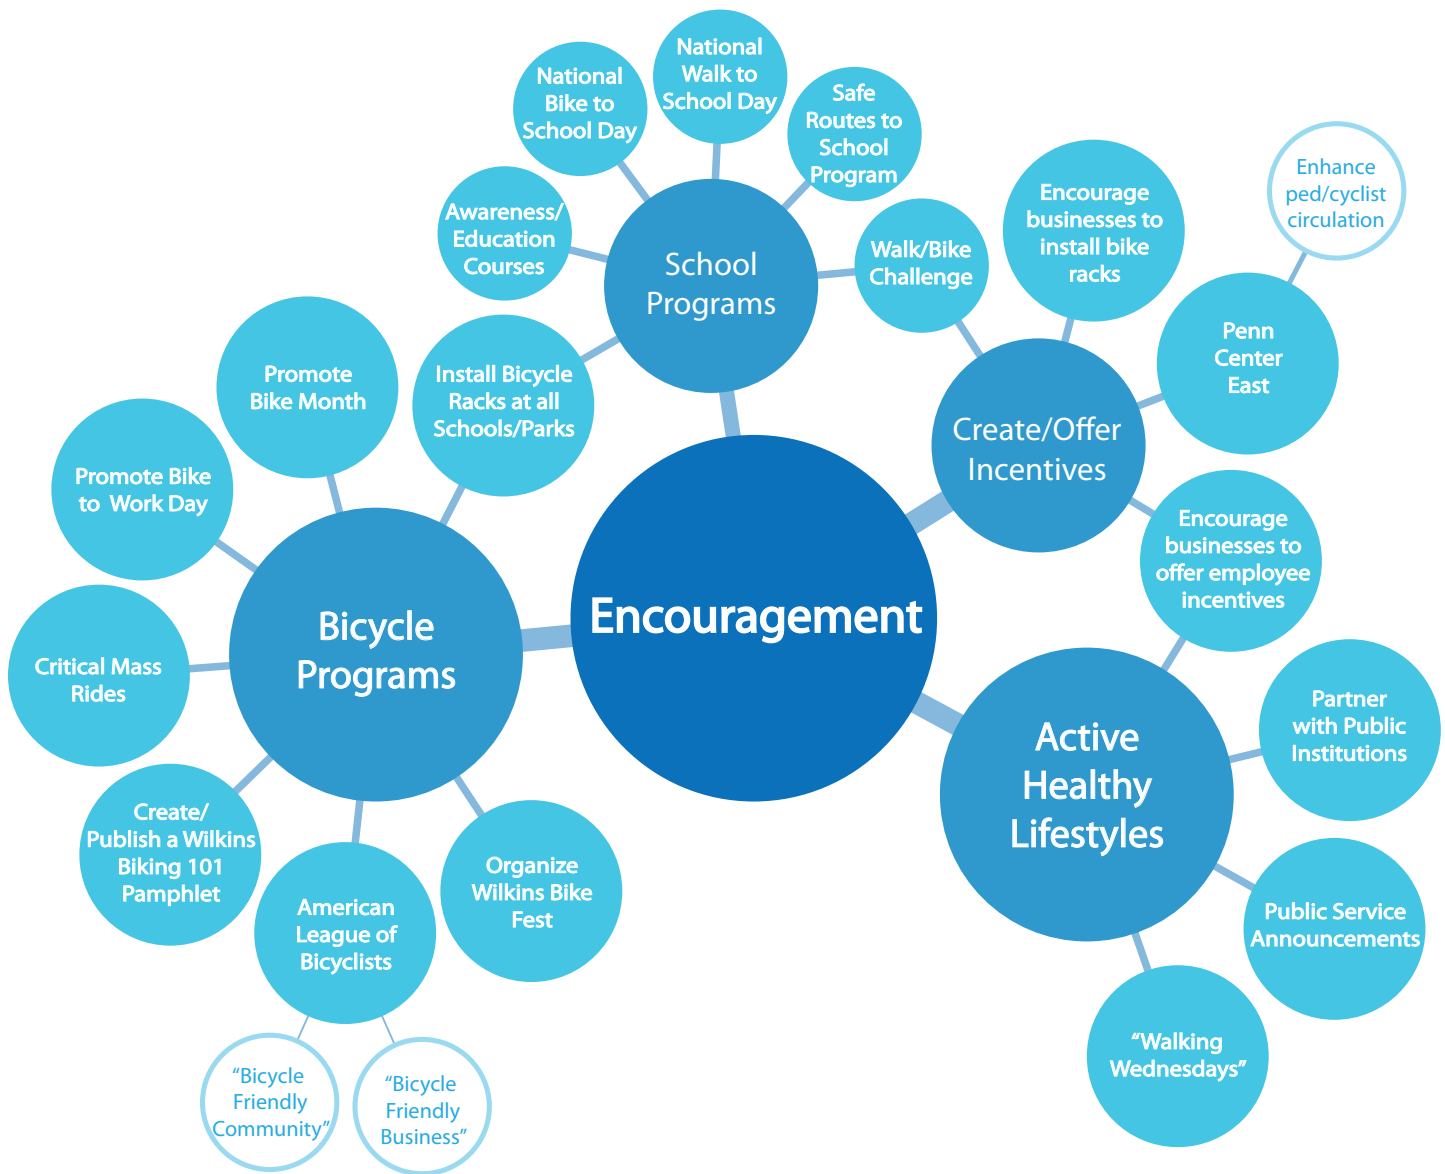 National
Walk to
School Day
National
Bike to
School Day
Safe
Routes to
School
Program
Awareness/
Education
Courses
School
Programs
Walk/Bike
Challenge
Encourage
businesses to
install bike
racks
Enhance
ped/cyclist
circulation
Penn
Center
East
Promote
Bike Month
Install Bicycle
Racks at all
Schools/Parks
Create/Offer
Incentives
Promote Bike
to Work Day
Encourage
businesses to
offer employee
incentives
Encouragement
Bicycle
Programs
Critical Mass
Rides
Partner
with Public
Institutions
Active
Healthy
Lifestyles
Create/
Publish a Wilkins
Biking 101
Pamphlet
American
League of
Bicyclists
Organize
Wilkins Bike
Fest
Public Service
Announcements
“Walking
Wednesdays”
“Bicycle
Friendly
Community”
“Bicycle
Friendly
Business”